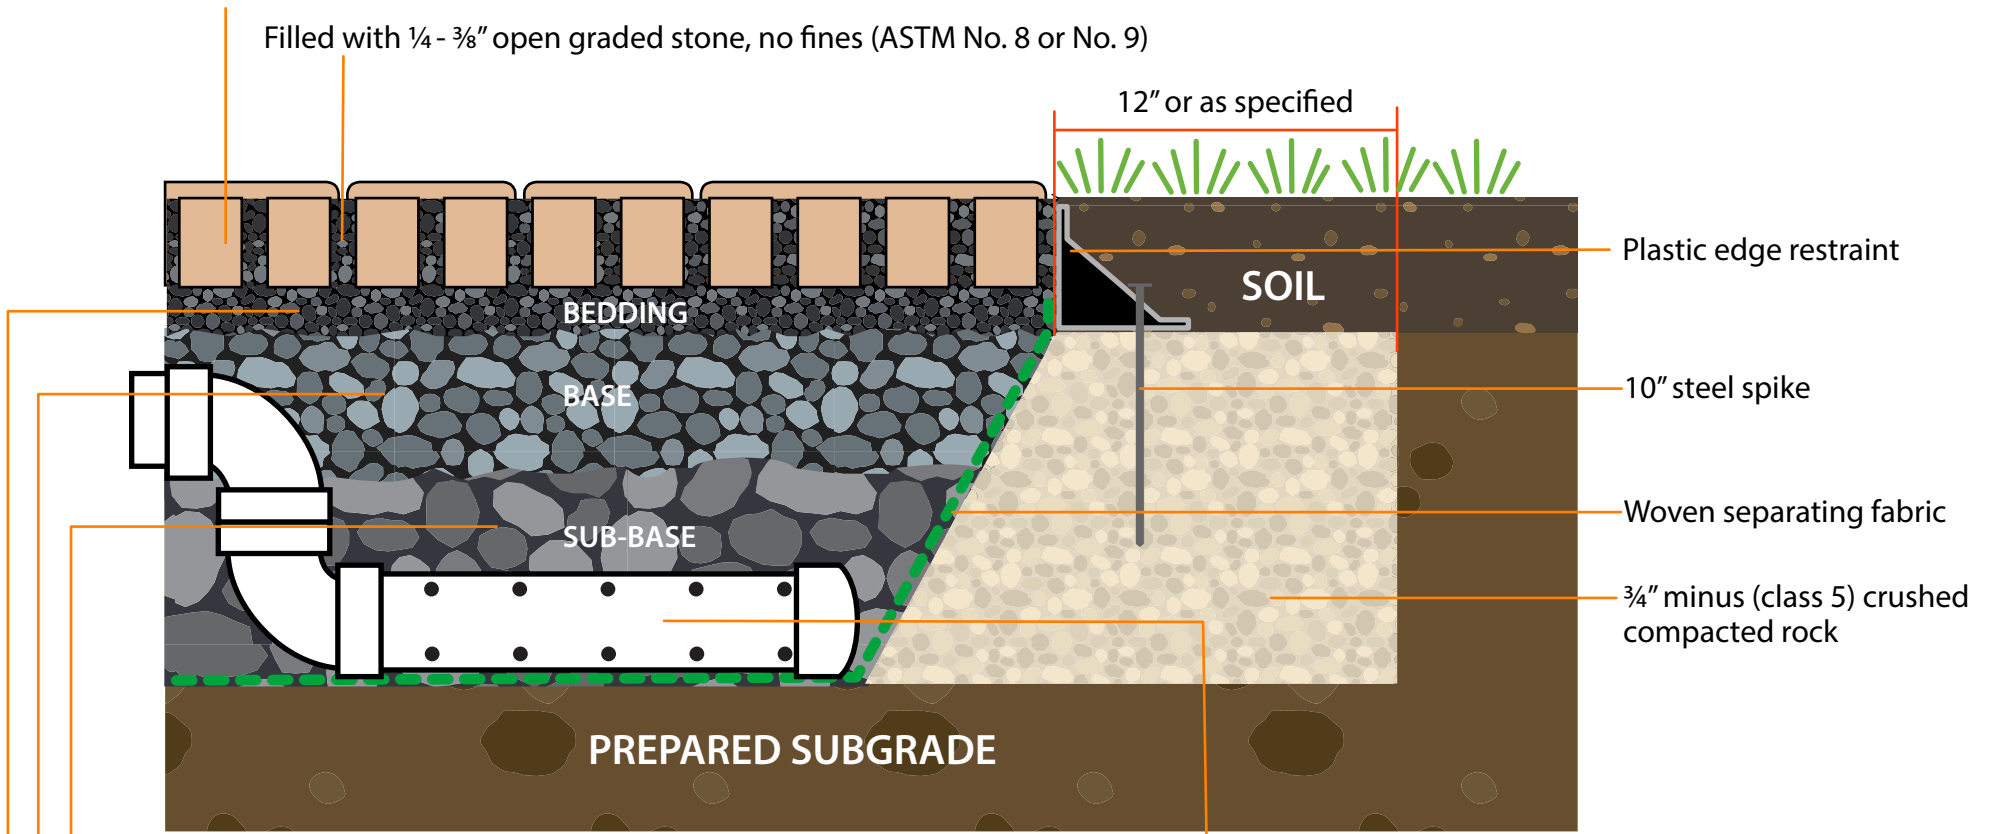 Filled with ¼ - ⅜” open graded stone, no fines (ASTM No. 8 or No. 9)
12” or as specified
Plastic edge restraint
SOIL
BEDDING
10” steel spike
BASE
Woven separating fabric
SUB-BASE
¾” minus (class 5) crushed
compacted rock
PREPARED SUBGRADE